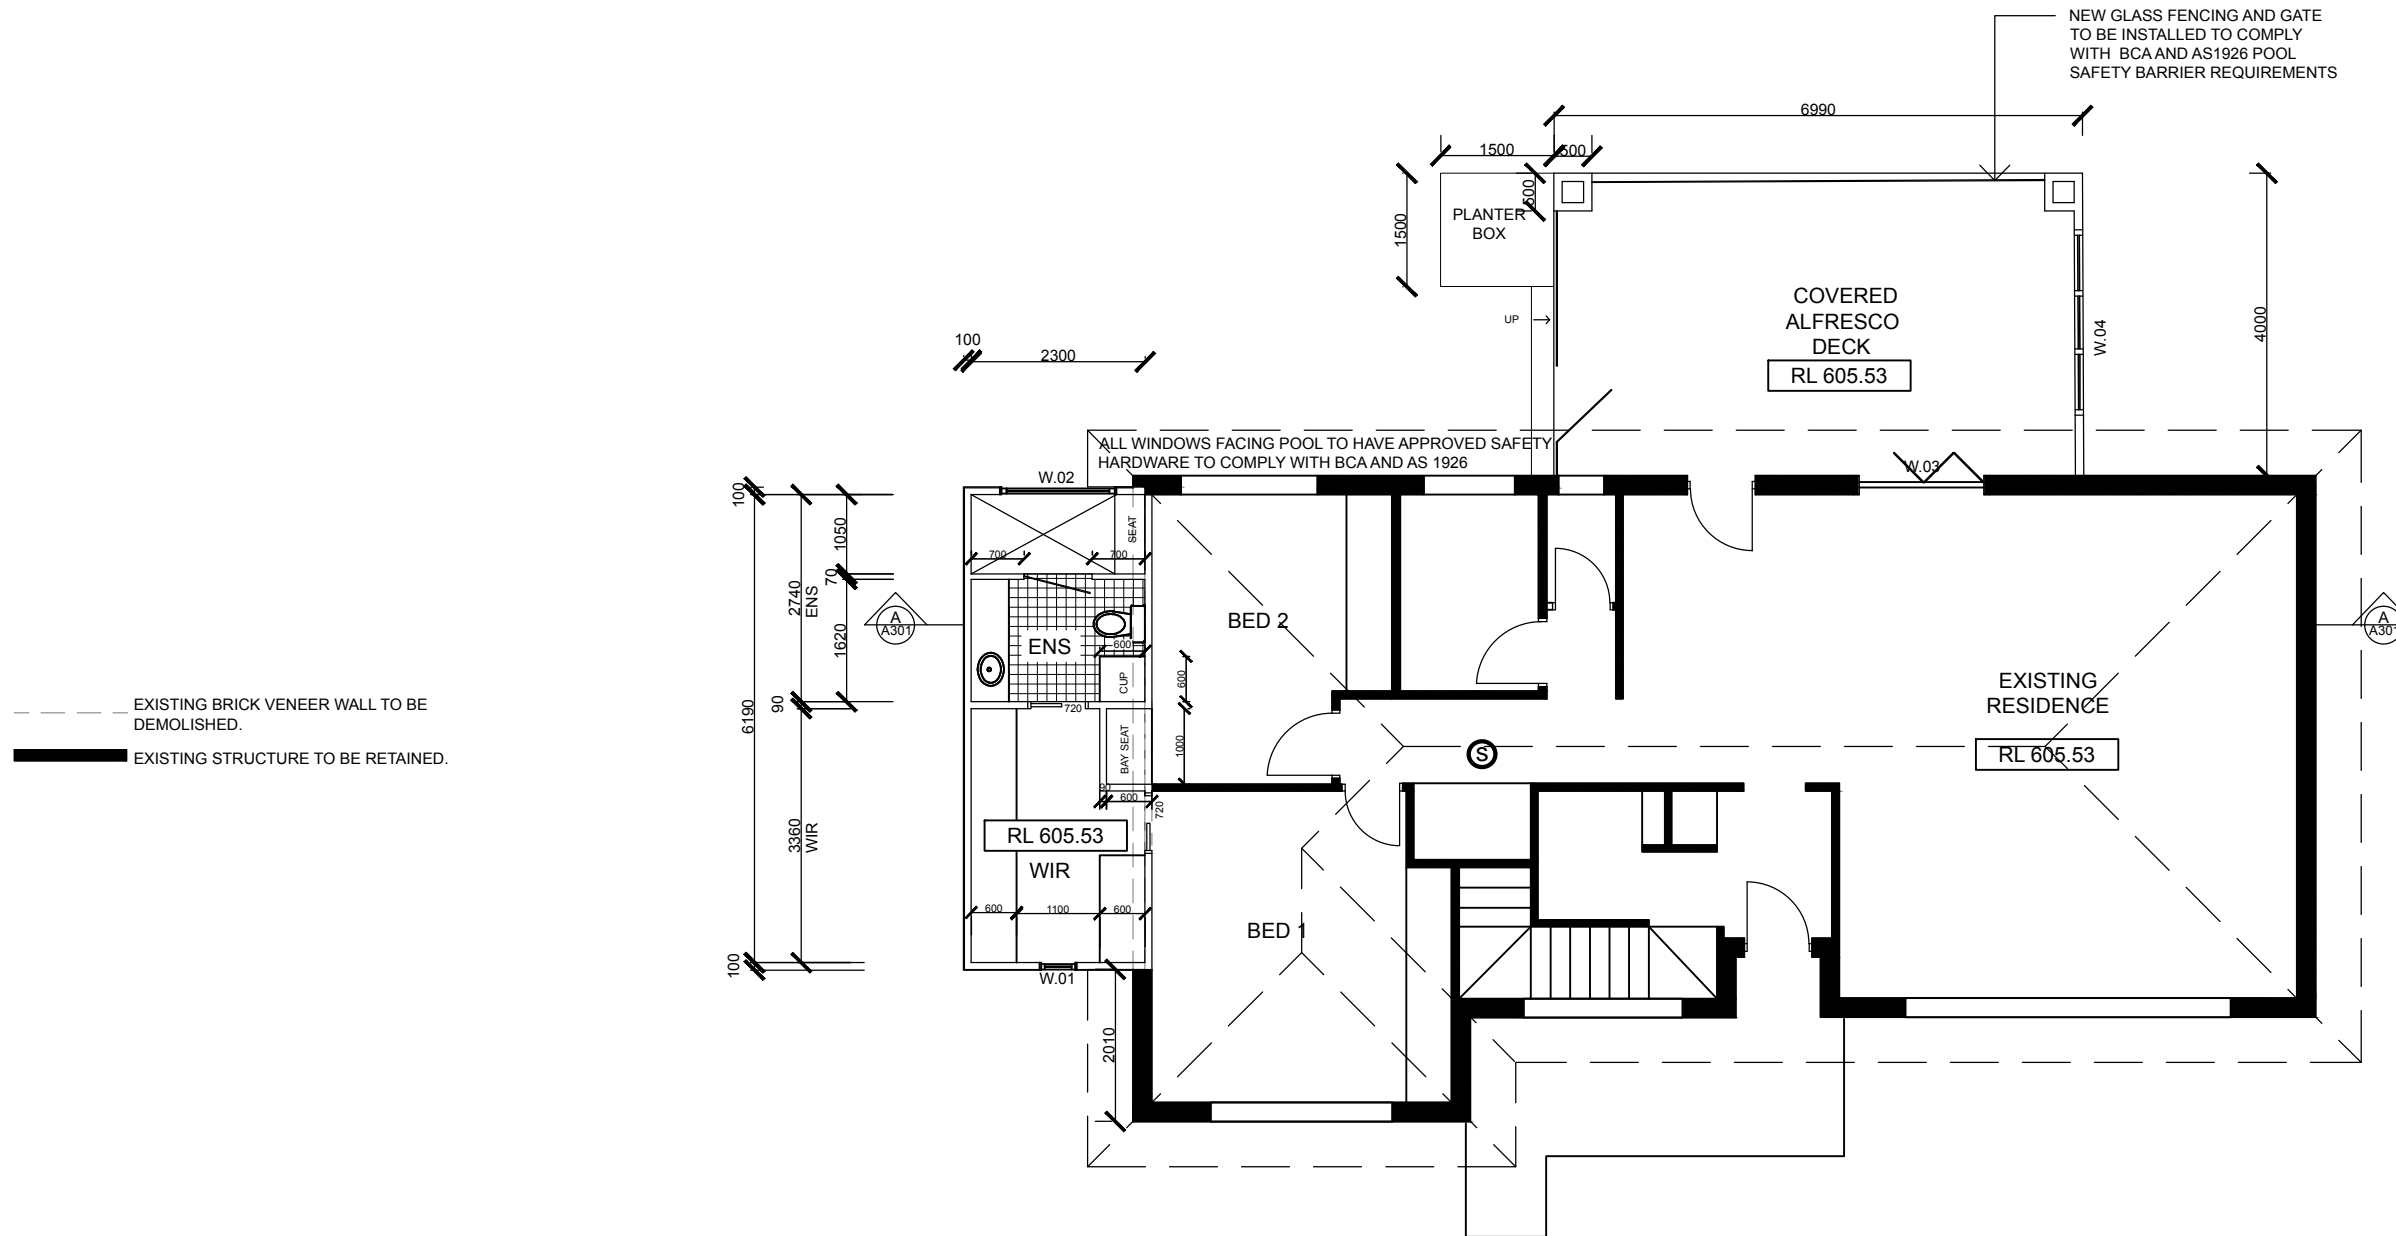 NEW GLASS FENCING AND GATE
TO BE INSTALLED TO COMPLY
WITH BCA AND AS1926 POOL
SAFETY BARRIER REQUIREMENTS
6990
1500
500
500
1500
PLANTER
BOX
COVERED
ALFRESCO
DECK
RL 605.53
UP
W.04
4000
100
2300
ALL WINDOWS FACING POOL TO HAVE APPROVED SAFETY
HARDWARE TO COMPLY WITH BCA AND AS 1926
W.03
W.02
100
1050
SEAT
700
700
70
2740
ENS
A
A301
1620
ENS
600
BED 2
A
A301
CUP
600
EXISTING
RESIDENCE
RL 605.53
EXISTING BRICK VENEER WALL TO BE
DEMOLISHED.
EXISTING STRUCTURE TO BE RETAINED.
90
6190
720
BAY SEAT
1000
S
90
600
720
3360
WIR
RL 605.53
WIR
600
1100
600
BED 1
100
W.01
2010